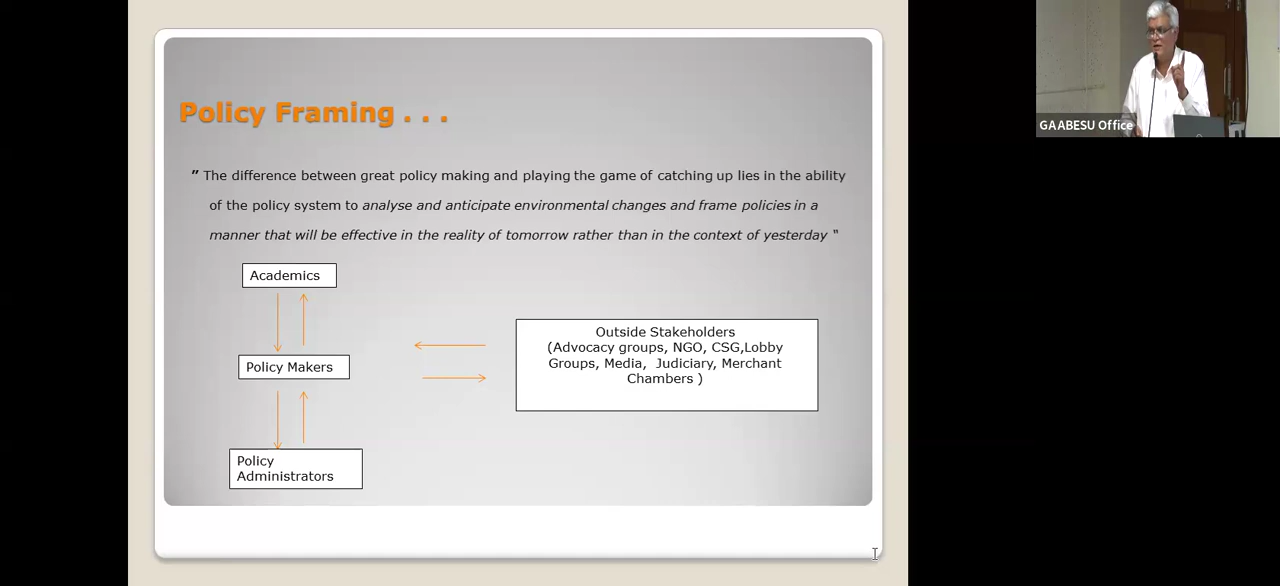 Policy Framing . . .
" The difference between great policy making and playing the game of catching up lies in the ability
of the policy system to analyse and anticipate environmental changes and frame policies in a
manner that will be effective in the reality of tomorrow rather than in the context of yesterday "
Academics
Policy Makers
Policy
Administrators
Outside Stakeholders
(Advocacy groups, NGO, CSG,Lobby
Groups, Media, Judiciary, Merchant
Chambers )
GAABESU Office